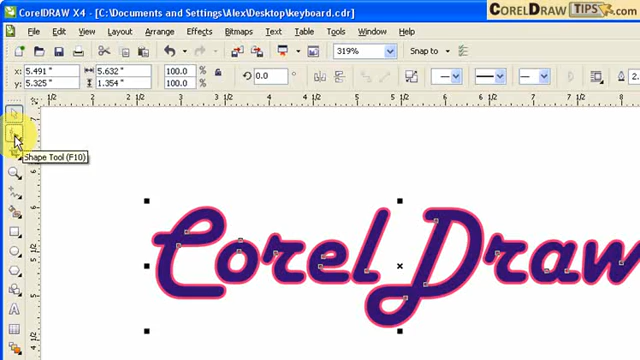 CorelDRAW X4 - [C:\Documents and Settings\Alex\Desktop\keyboard.cdr]
CORELDRAW TIPS.COM
File Edit View Layout Arrange Effects Bitmaps Text Table Tools Window Help
319% Snap to
x: 5.491 " 5.632 " 100.0 % 0.0 °
y: 5.325 " 1.354 " 100.0 %
Shape Tool (F10)
Corel Draw